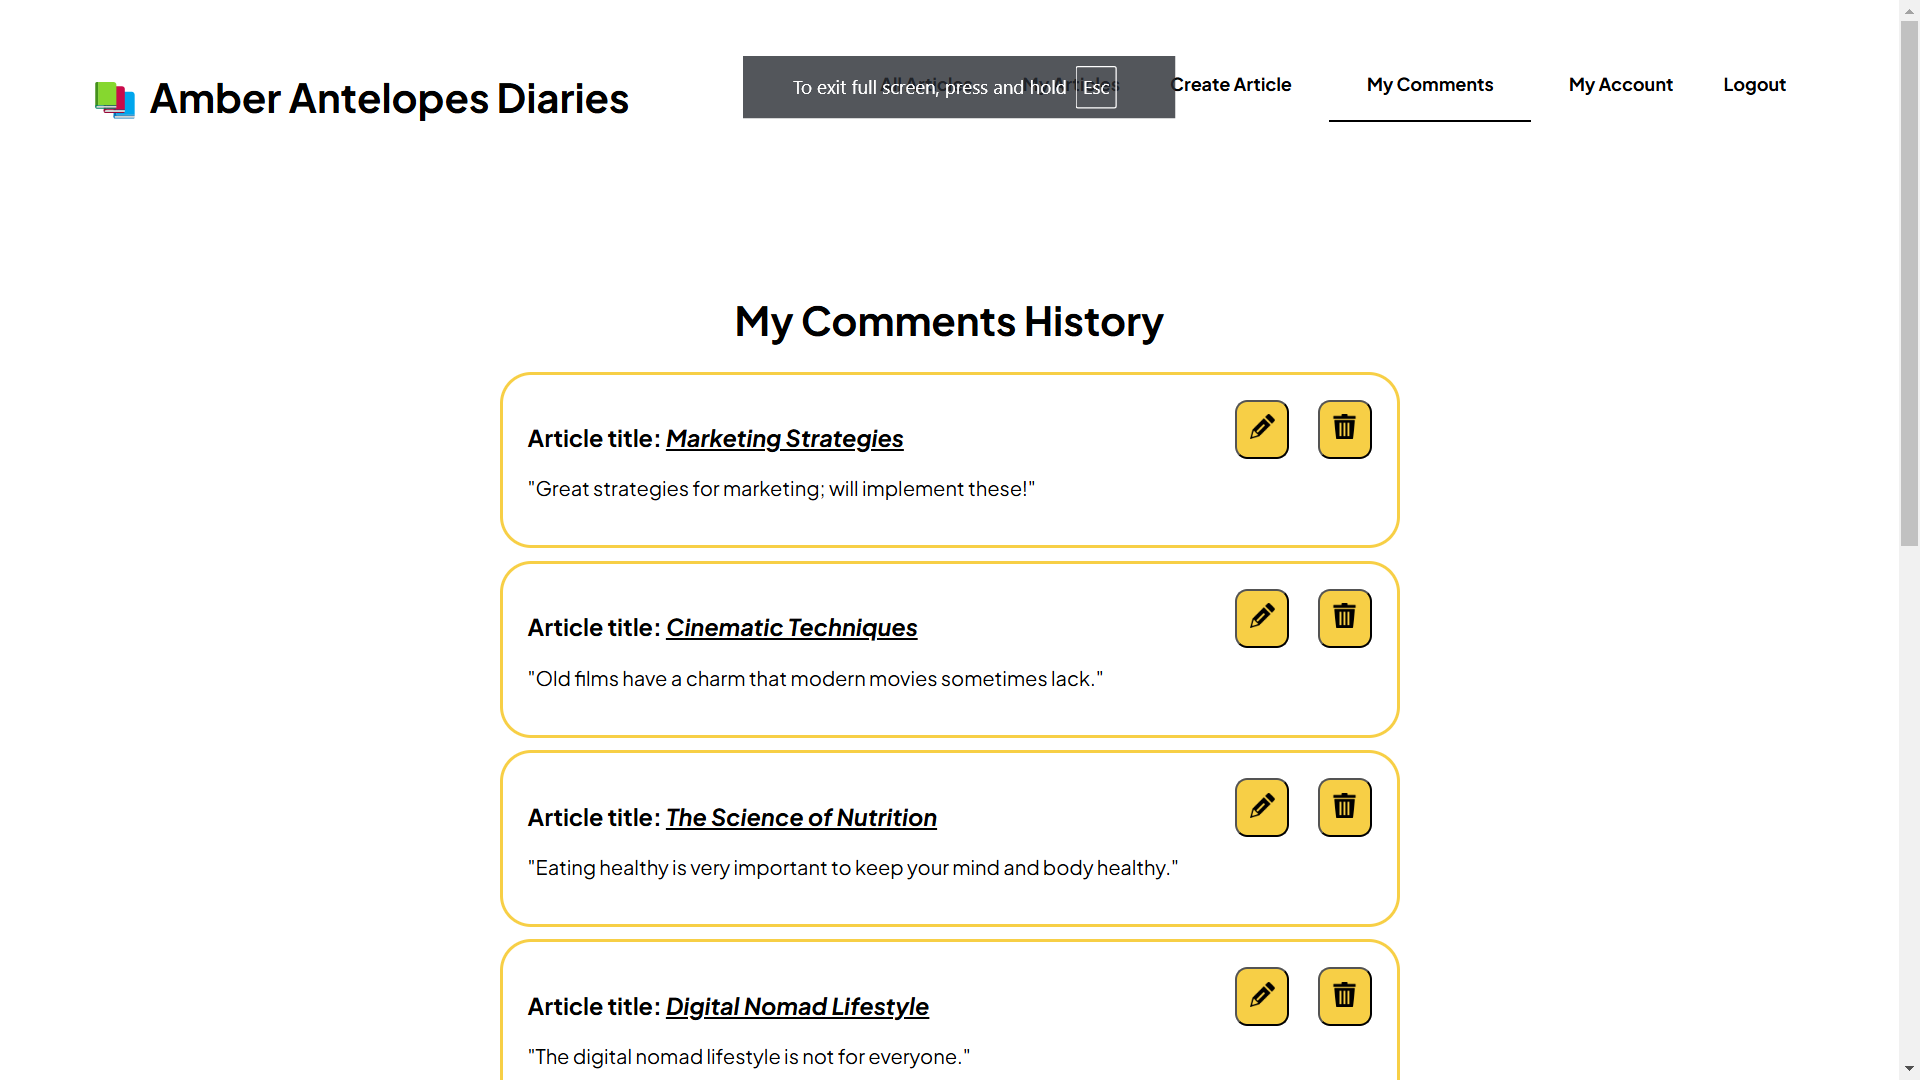 Amber Antelopes Diaries
All Articles My Articles Create Article My Comments My Account Logout
To exit full screen, press and hold Esc
My Comments History
Article title: Marketing Strategies
"Great strategies for marketing; will implement these!"
Article title: Cinematic Techniques
"Old films have a charm that modern movies sometimes lack."
Article title: The Science of Nutrition
"Eating healthy is very important to keep your mind and body healthy."
Article title: Digital Nomad Lifestyle
"The digital nomad lifestyle is not for everyone."